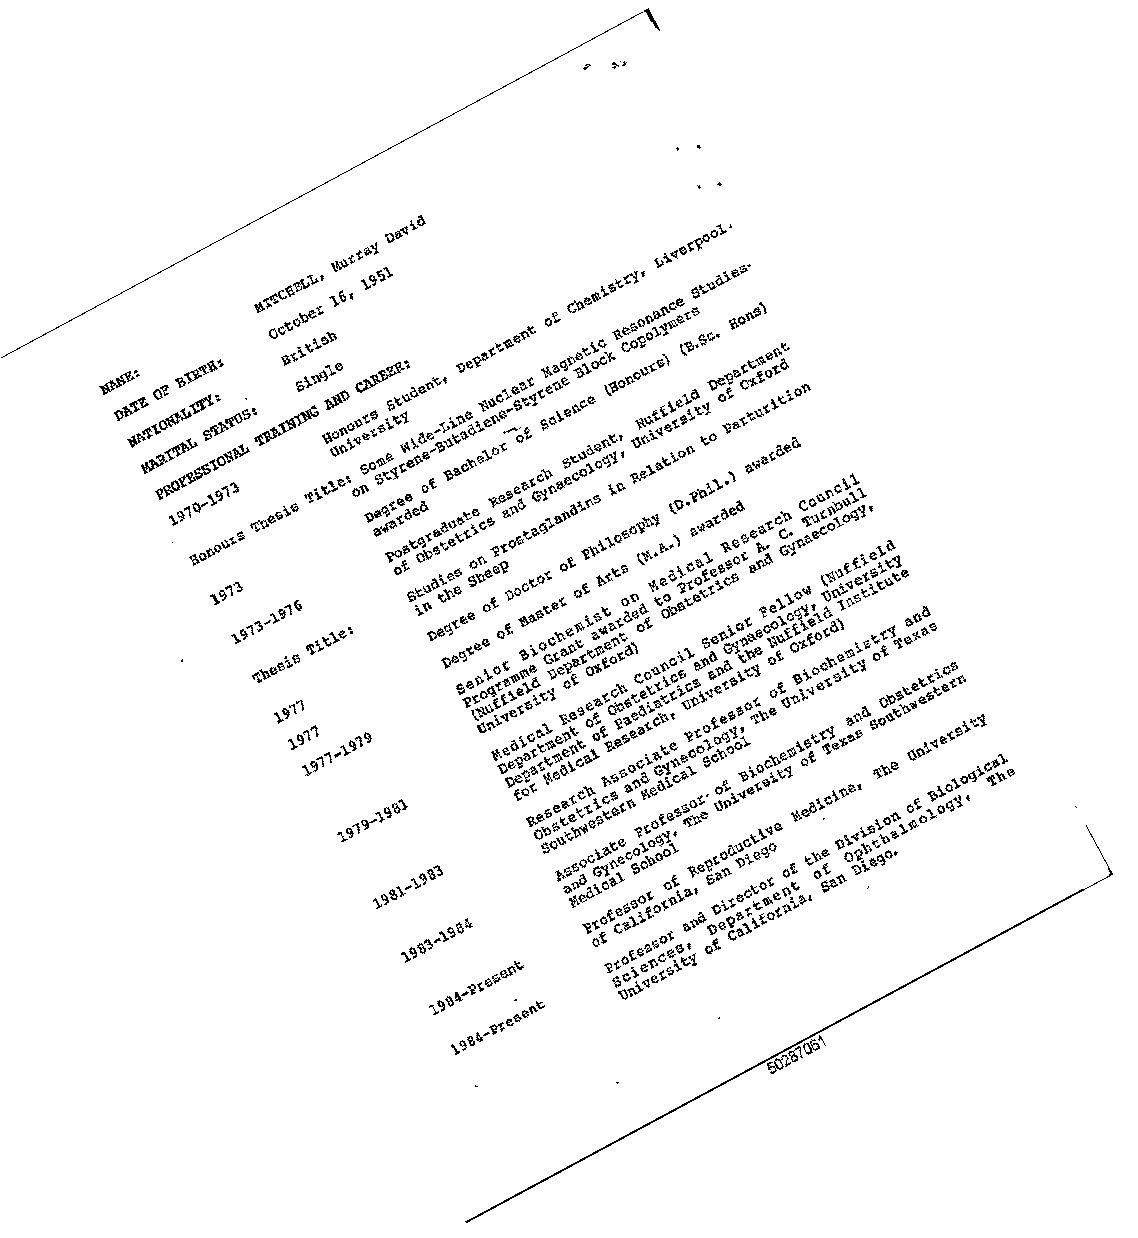 NAME: MITCHELL, Murray David
DATE OF BIRTH: October 16, 1951
NATIONALITY: British
MARITAL STATUS: Single
PROFESSIONAL TRAINING AND CAREER:
1970-1973 Honours Student, Department of Chemistry, Liverpool.
University
Honours Thesis Title: Some Wide-Line Nuclear Magnetic Resonance Studies
on Styrene-Butadiene-Styrene Block Copolymers
1973 Degree of Bachelor of Science (Honours) (B.Sc. Hons)
awarded
1973-1976 Postgraduate Research Student, Nuffield Department
of Obstetrics and Gynaecology, University of Oxford
Thesis Title: Studies on Prostaglandins in Relation to Parturition
in the Sheep
1977 Degree of Doctor of Philosophy (D.Phil.) awarded
1977 Degree of Master of Arts (M.A.) awarded
1977-1979 Senior Biochemist on Medical Research Council
Programme Grant awarded to Professor A. C. Turnbull
(Nuffield Department of Obstetrics and Gynaecology,
University of Oxford)
1979-1981 Medical Research Council Senior Fellow (Nuffield
Department of Obstetrics and Gynaecology, University
Department of Paediatrics and the Nuffield Institute
for Medical Research, University of Oxford)
1981-1983 Research Associate Professor of Biochemistry and
Obstetrics and Gynecology, The University of Texas
Southwestern Medical School
1983-1984 Associate Professor of Biochemistry and Obstetrics
and Gynecology, The University of Texas Southwestern
Medical School
1984-Present Professor of Reproductive Medicine, The University
of California, San Diego
1984-Present Professor and Director of the Division of Biological
Sciences, Department of Ophthalmology, The
University of California, San Diego.
50287061